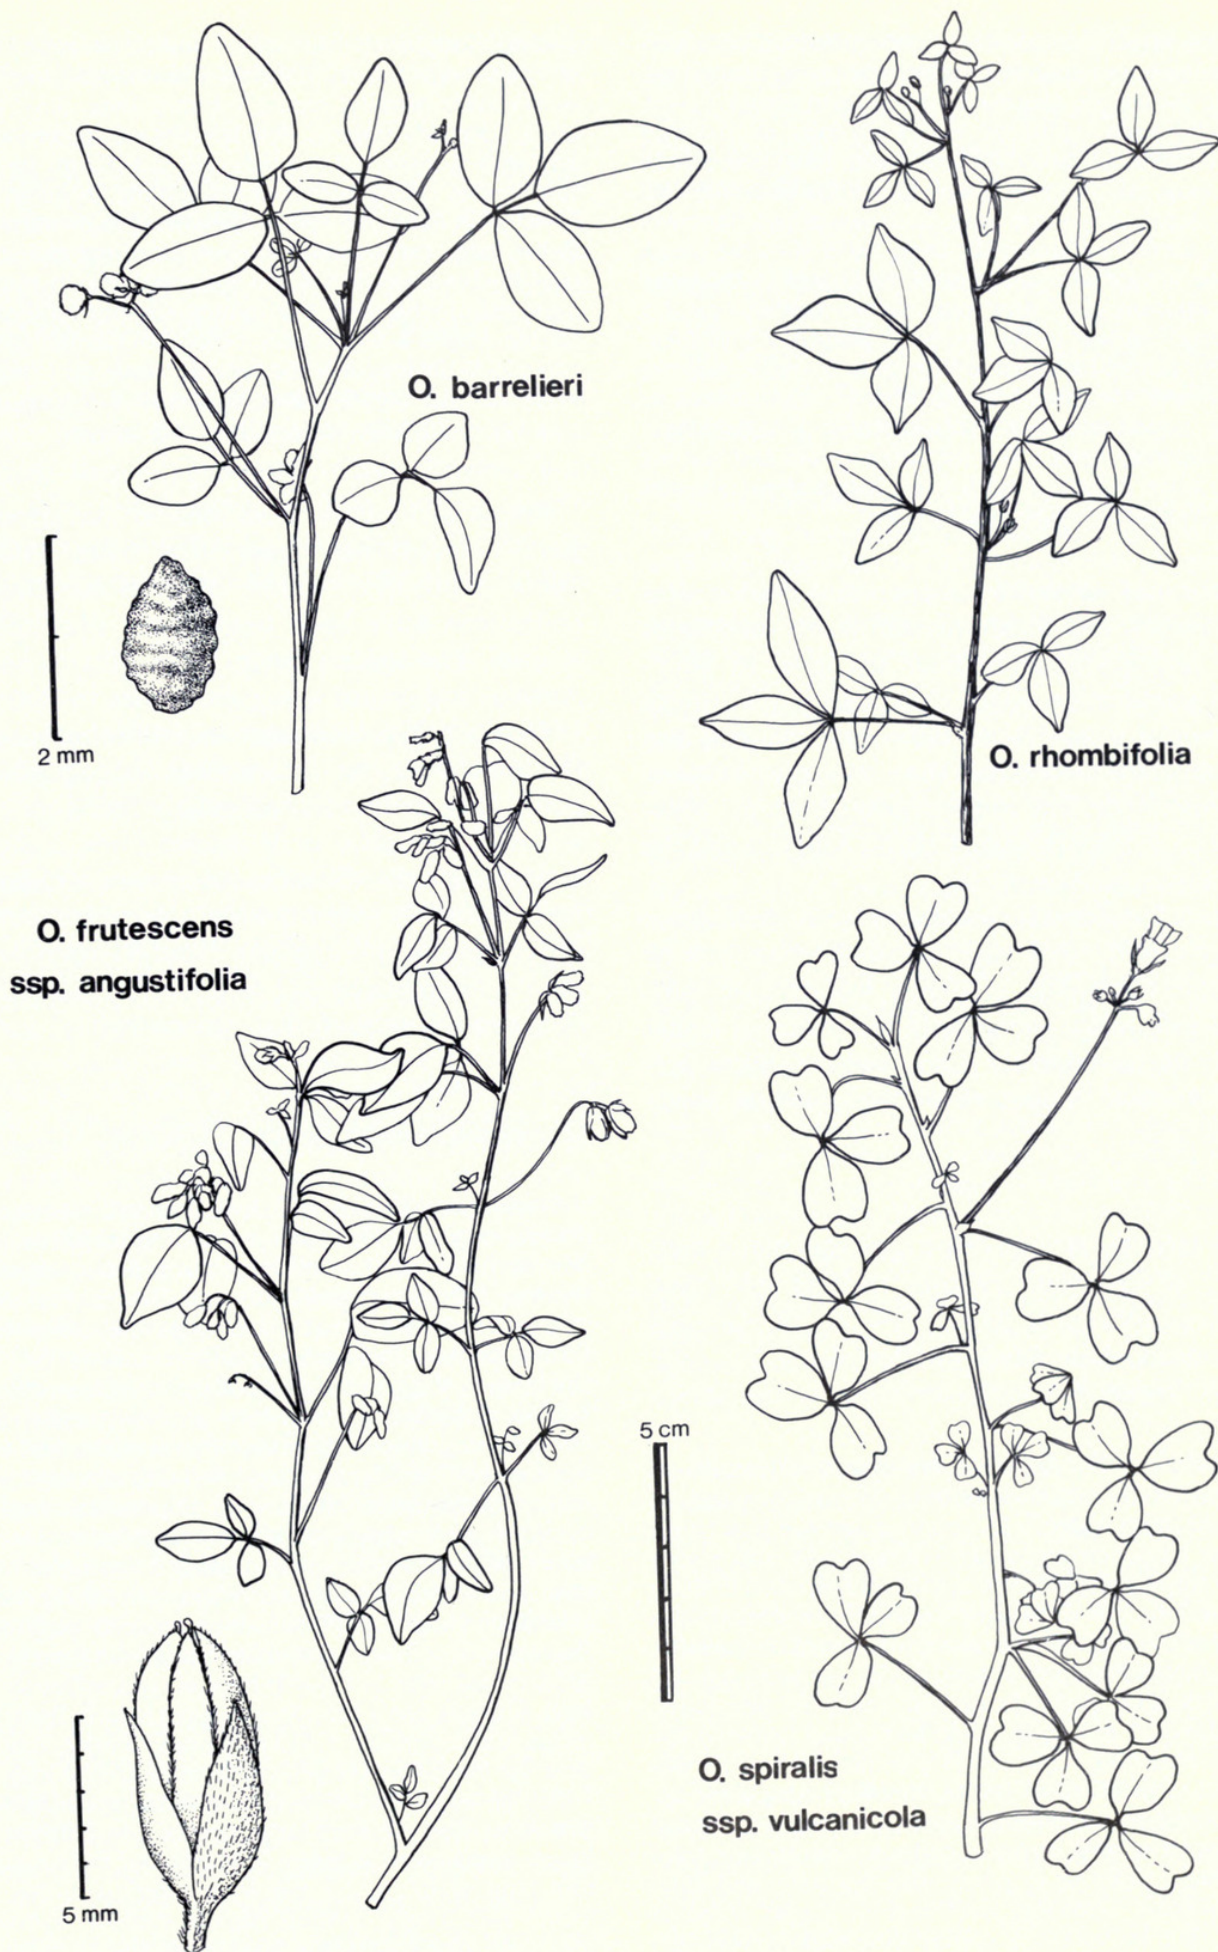 O. barrelieri
2 mm
O. rhombifolia
O. frutescens
ssp. angustifolia
5 cm
O. spiralis
ssp. vulcanicola
5 mm